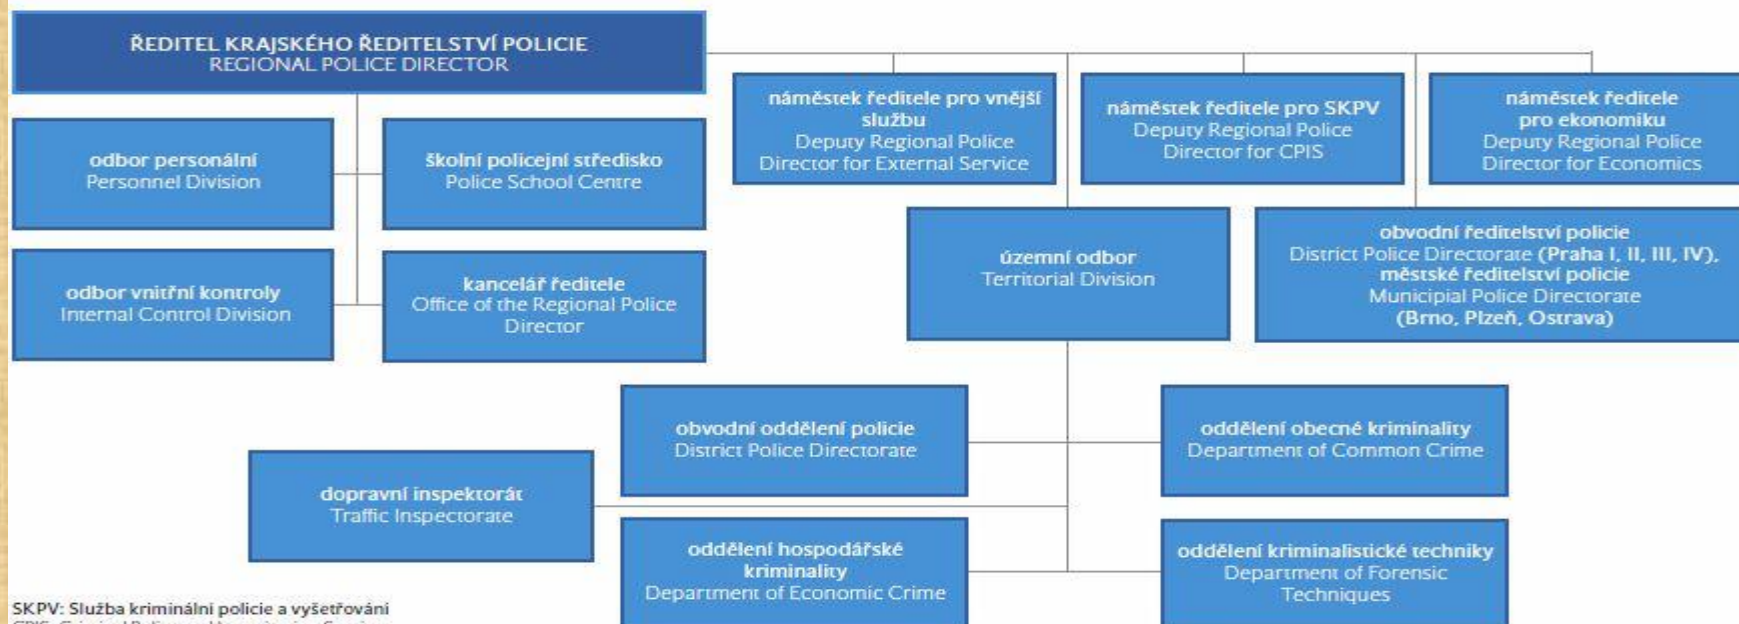 ŘEDITEL KRAJSKÉHO ŘEDITELSTVÍ POLICIE
REGIONAL POLICE DIRECTOR
odbor personální
Personnel Division
školní policejní středisko
Police School Centre
odbor vnitřní kontroly
Internal Control Division
kancelář ředitele
Office of the Regional Police
Director
náměstek ředitele pro vnější
službu
Deputy Regional Police
Director for External Service
náměstek ředitele pro SKPV
Deputy Regional Police
Director for CPIS
náměstek ředitele
pro ekonomiku
Deputy Regional Police
Director for Economics
územní odbor
Territorial Division
obvodní ředitelství policie
District Police Directorate (Praha I, II, III, IV),
městské ředitelství policie
Municipial Police Directorate
(Brno, Plzeň, Ostrava)
obvodní oddělení policie
District Police Directorate
oddělení obecné kriminality
Department of Common Crime
dopravní inspektorát
Traffic Inspectorate
oddělení hospodářské
kriminality
Department of Economic Crime
oddělení kriminalistické techniky
Department of Forensic
Techniques
SKPV: Služba kriminální policie a vyšetřování